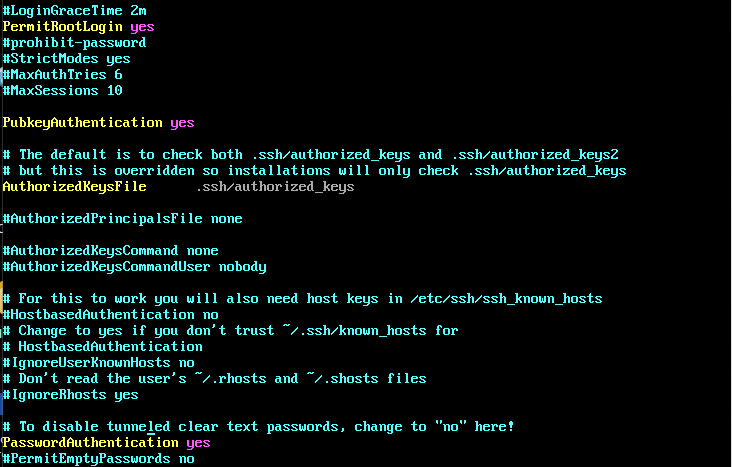 #LoginGraceTime 2m
PermitRootLogin yes
#prohibit-password
#StrictModes yes
#MaxAuthTries 6
#MaxSessions 10
PubkeyAuthentication yes
# The default is to check both .ssh/authorized_keys and .ssh/authorized_keys2
# but this is overridden so installations will only check .ssh/authorized_keys
AuthorizedKeysFile      .ssh/authorized_keys
#AuthorizedPrincipalsFile none
#AuthorizedKeysCommand none
#AuthorizedKeysCommandUser nobody
# For this to work you will also need host keys in /etc/ssh/ssh_known_hosts
#HostbasedAuthentication no
# Change to yes if you don't trust ~/.ssh/known_hosts for
# HostbasedAuthentication
#IgnoreUserKnownHosts no
# Don't read the user's ~/.rhosts and ~/.shosts files
#IgnoreRhosts yes
# To disable tunneled clear text passwords, change to "no" here!
PasswordAuthentication yes
#PermitEmptyPasswords no